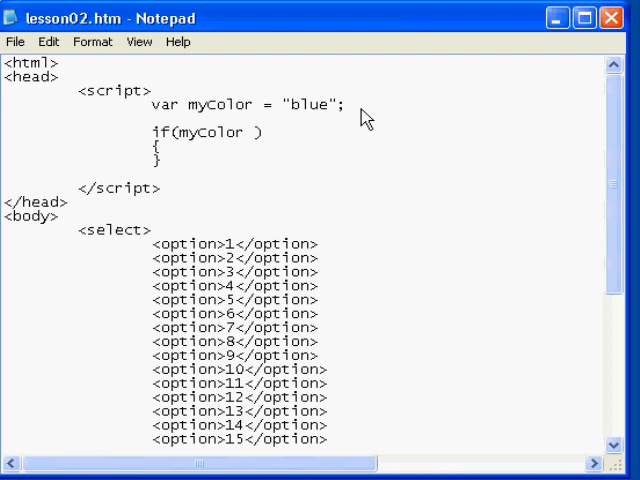 lesson02.htm - Notepad
File Edit Format View Help
<html>
<head>
<script>
var myColor = "blue";
if(myColor )
{
}
</script>
</head>
<body>
<select>
<option>1</option>
<option>2</option>
<option>3</option>
<option>4</option>
<option>5</option>
<option>6</option>
<option>7</option>
<option>8</option>
<option>9</option>
<option>10</option>
<option>11</option>
<option>12</option>
<option>13</option>
<option>14</option>
<option>15</option>